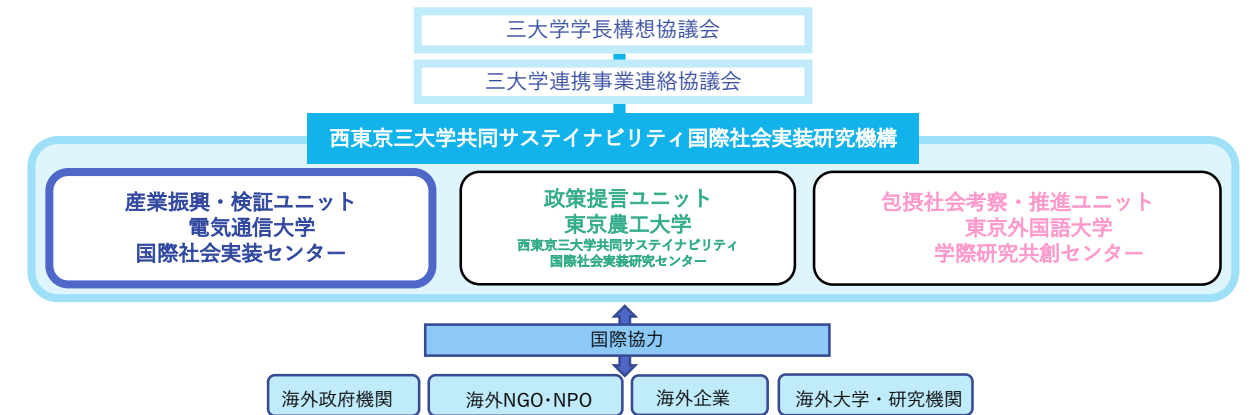 三大学学長構想協議会
三大学連携事業連絡協議会
西東京三大学共同サステイナビリティ国際社会実装研究機構
産業振興・検証ユニット
電気通信大学
国際社会実装センター
政策提言ユニット
東京農工大学
西東京三大学共同サステイナビリティ
国際社会実装研究センター
包摂社会考察・推進ユニット
東京外国語大学
学際研究共創センター
国際協力
海外政府機関
海外NGO・NPO
海外企業
海外大学・研究機関